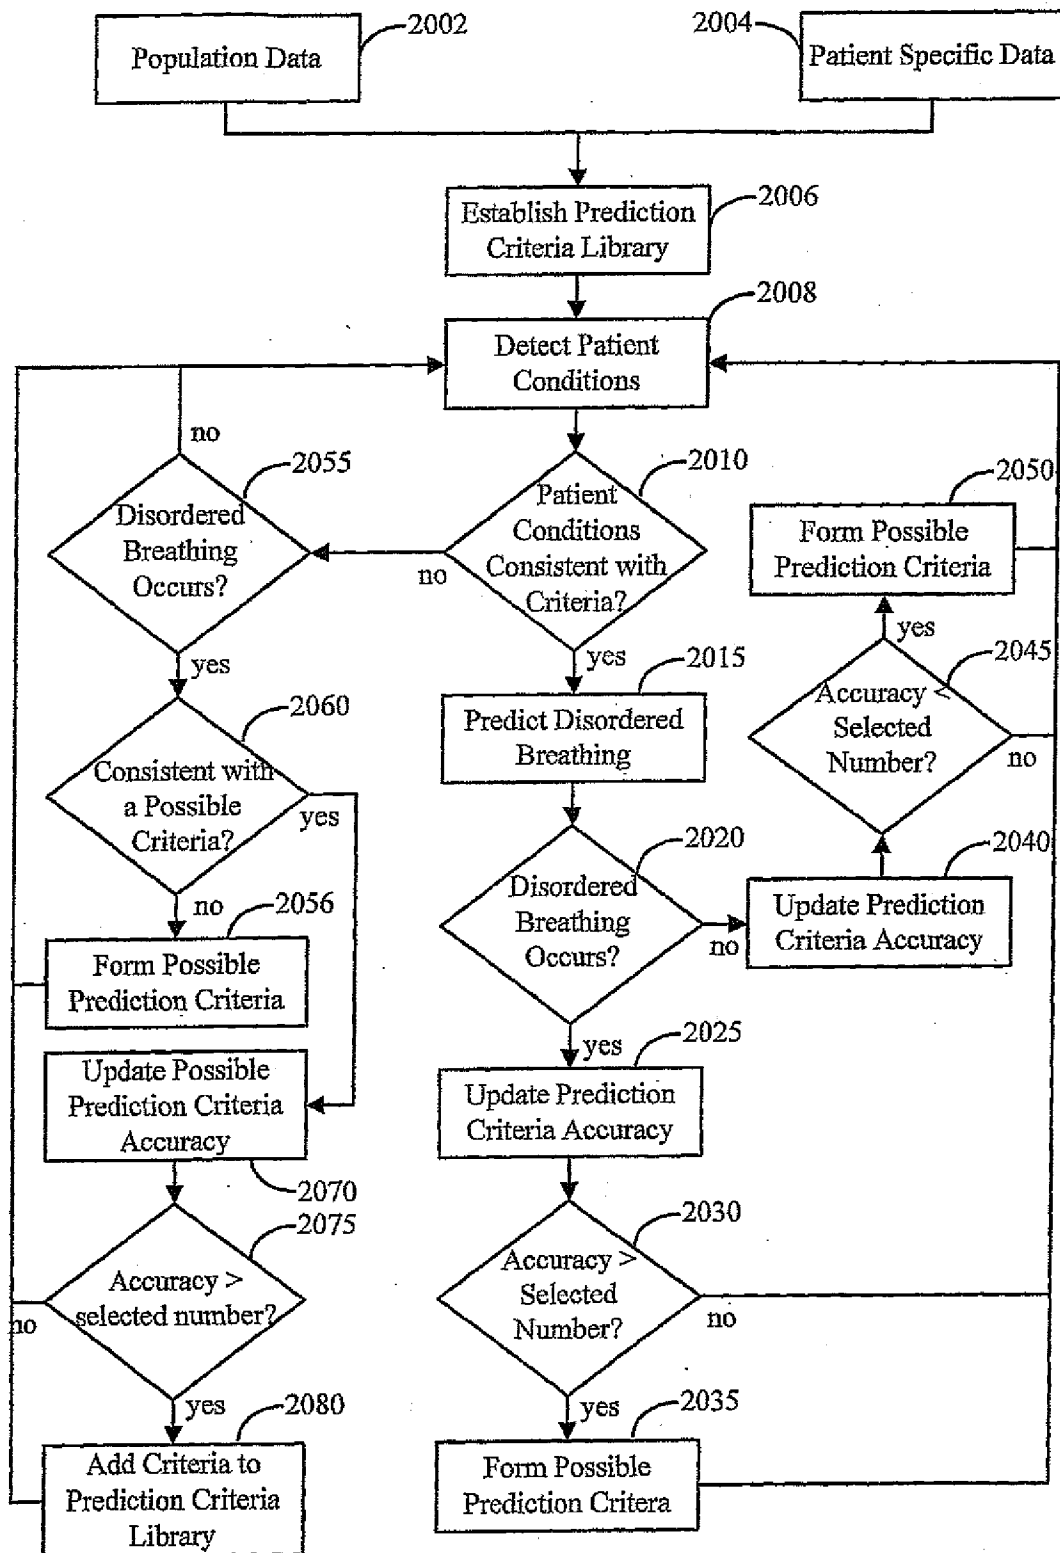 2002
2004
Population Data
Patient Specific Data
2006
Establish Prediction
Criteria Library
2008
Detect Patient
Conditions
no
2055
2010
2050
Disordered
Breathing
Occurs?
Patient
Conditions
Consistent with
Criteria?
no
Form Possible
Prediction Criteria
yes
yes
2015
yes
2045
2060
Predict Disordered
Breathing
Accuracy <
Selected
Number?
no
Consistent with
a Possible
Criteria?
yes
2020
2040
no
2056
Disordered
Breathing
Occurs?
no
Update Prediction
Criteria Accuracy
Form Possible
Prediction Criteria
yes
2025
Update Possible
Prediction Criteria
Accuracy
Update Prediction
Criteria Accuracy
2070
2075
2030
Accuracy >
selected number?
no
Accuracy >
Selected
Number?
no
yes
2080
yes
2035
Add Criteria to
Prediction Criteria
Library
Form Possible
Prediction Critera